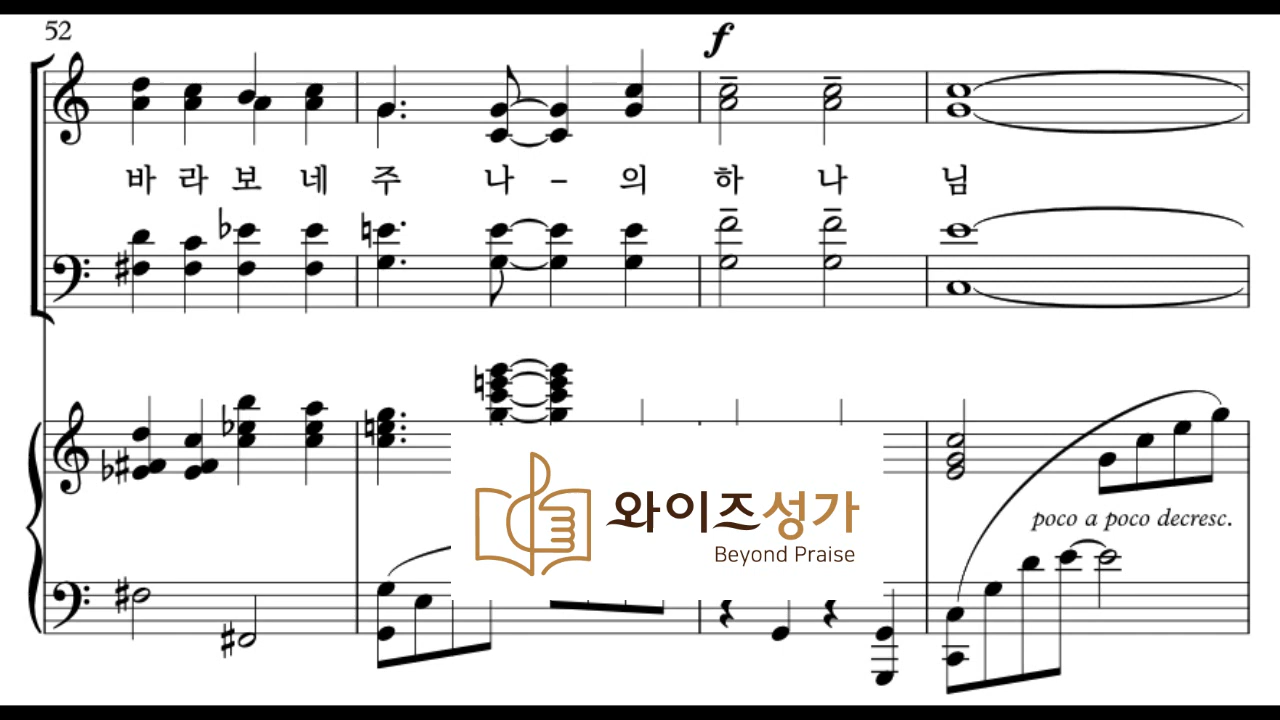 52
f
바 라 보 네 주 나 - 의 하 나 님
와이즈성가
Beyond Praise
poco a poco decresc.